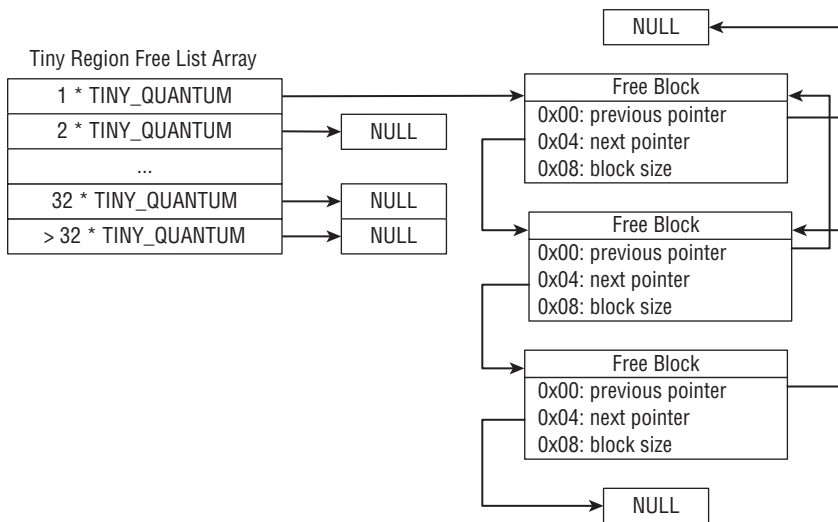 NULL
Tiny Region Free List Array
1 * TINY_QUANTUM
2 * TINY_QUANTUM
NULL
...
32 * TINY_QUANTUM
NULL
> 32 * TINY_QUANTUM
NULL
Free Block
0x00: previous pointer
0x04: next pointer
0x08: block size
Free Block
0x00: previous pointer
0x04: next pointer
0x08: block size
Free Block
0x00: previous pointer
0x04: next pointer
0x08: block size
NULL